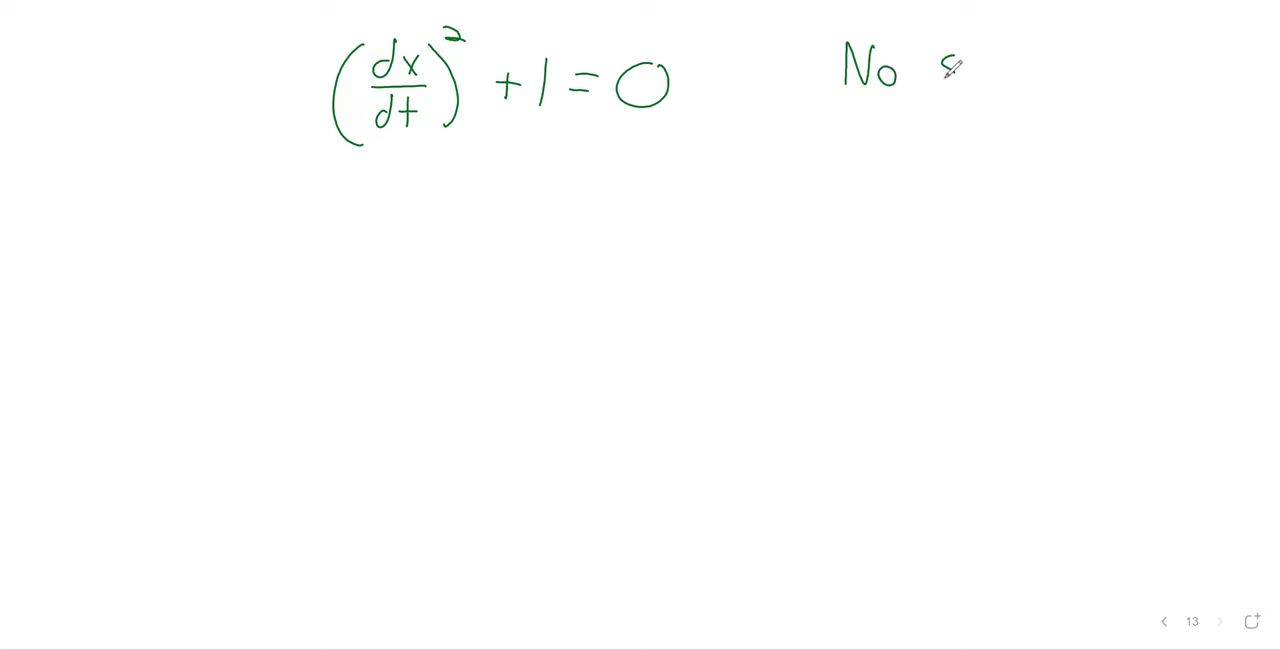 (dx/dt)² + 1 = 0 No s
13